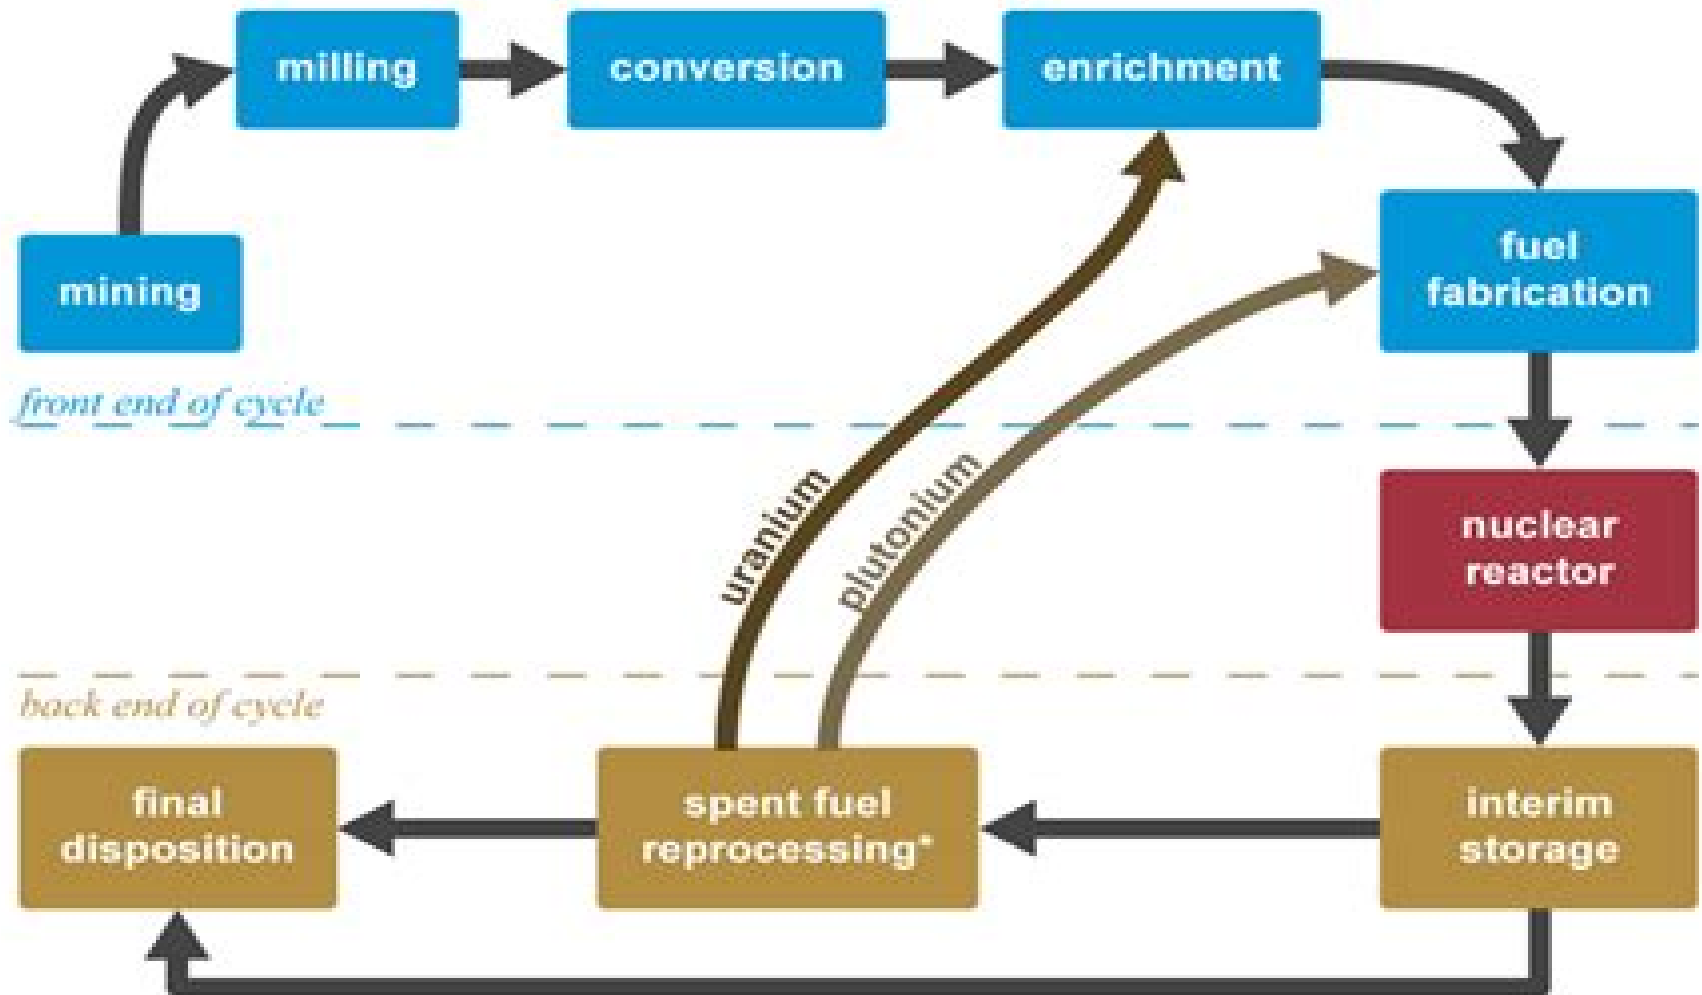 milling
conversion
enrichment
mining
fuel
fabrication
front end of cycle
uranium
plutonium
nuclear
reactor
back end of cycle
final
disposition
spent fuel
reprocessing*
interim
storage